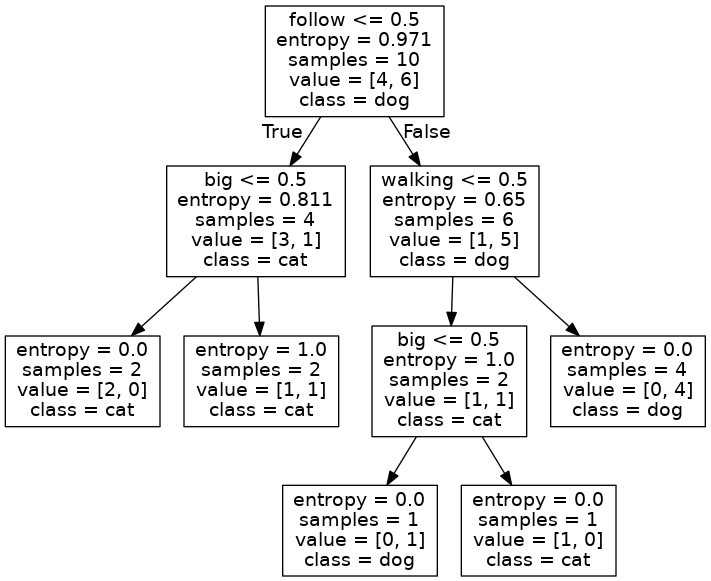 follow <= 0.5
entropy = 0.971
samples = 10
value = [4, 6]
class = dog
True
False
big <= 0.5
entropy = 0.811
samples = 4
value = [3, 1]
class = cat
walking <= 0.5
entropy = 0.65
samples = 6
value = [1, 5]
class = dog
entropy = 0.0
samples = 2
value = [2, 0]
class = cat
entropy = 1.0
samples = 2
value = [1, 1]
class = cat
big <= 0.5
entropy = 1.0
samples = 2
value = [1, 1]
class = cat
entropy = 0.0
samples = 4
value = [0, 4]
class = dog
entropy = 0.0
samples = 1
value = [0, 1]
class = dog
entropy = 0.0
samples = 1
value = [1, 0]
class = cat